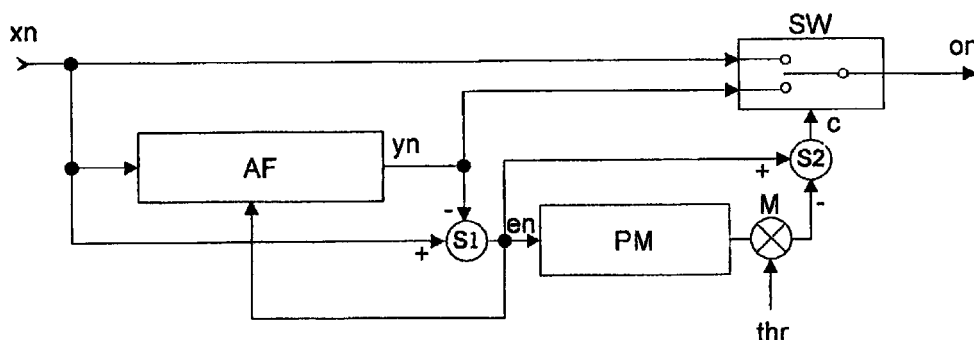 xn
SW
on
c
yn
AF
S2
+
-
-
M
en
S1
+
PM
thr